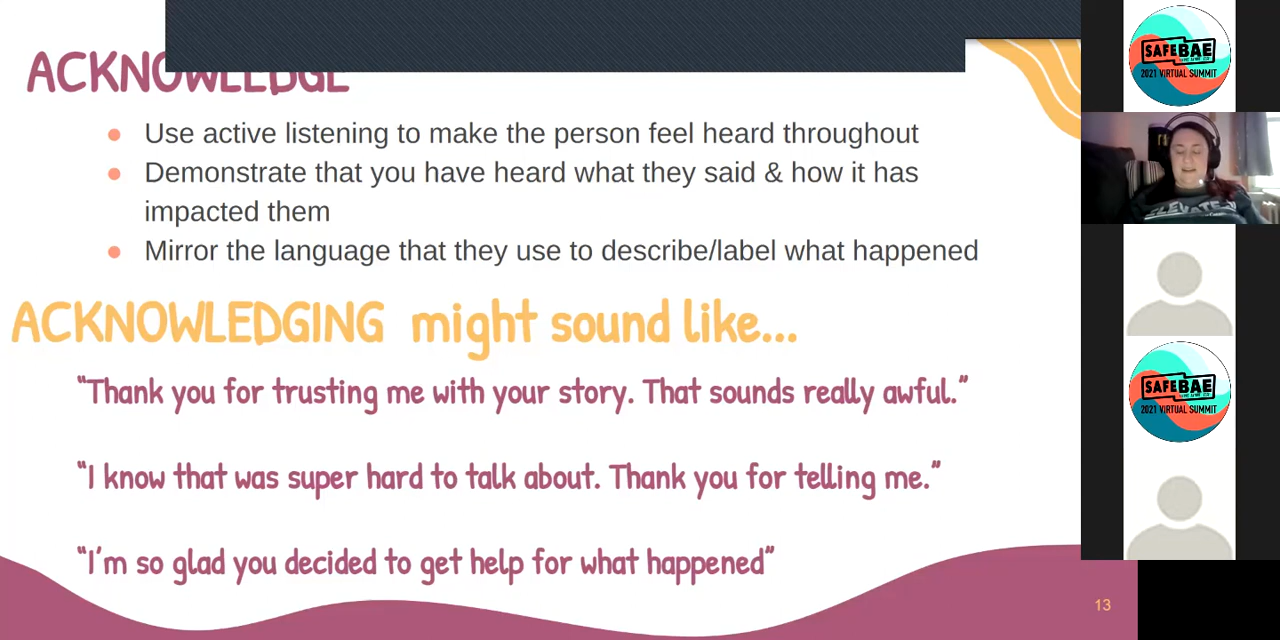 ACKNOWLEDGE
Use active listening to make the person feel heard throughout
Demonstrate that you have heard what they said & how it has
impacted them
Mirror the language that they use to describe/label what happened
ACKNOWLEDGING might sound like...
“Thank you for trusting me with your story. That sounds really awful.”
“I know that was super hard to talk about. Thank you for telling me.”
“I'm so glad you decided to get help for what happened”
13
SAFEBAE
2021 VIRTUAL SUMMIT
ELEVATE
SAFEBAE
2021 VIRTUAL SUMMIT